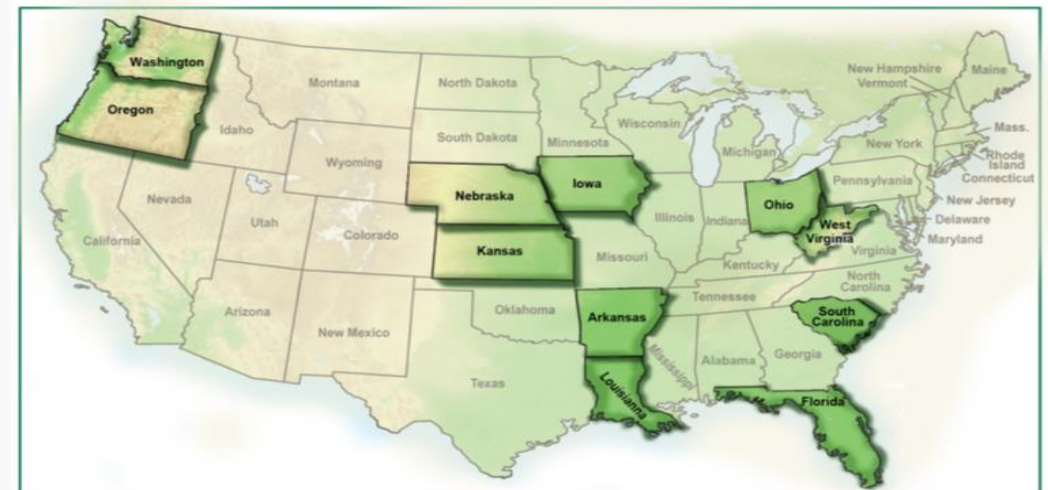 Washington
Oregon
Montana
North Dakota
Idaho
South Dakota
Minnesota
Wisconsin
Michigan
New Hampshire
Vermont
Maine
Mass.
New York
Rhode
Island
Connecticut
Wyoming
Nebraska
Iowa
Ohio
Pennsylvania
New Jersey
Delaware
Maryland
Nevada
Utah
Colorado
Kansas
Illinois
Indiana
West
Virginia
Virginia
California
Missouri
Kentucky
North
Carolina
Arizona
New Mexico
Oklahoma
Arkansas
Tennessee
South
Carolina
Texas
Louisianna
Mississippi
Alabama
Georgia
Florida